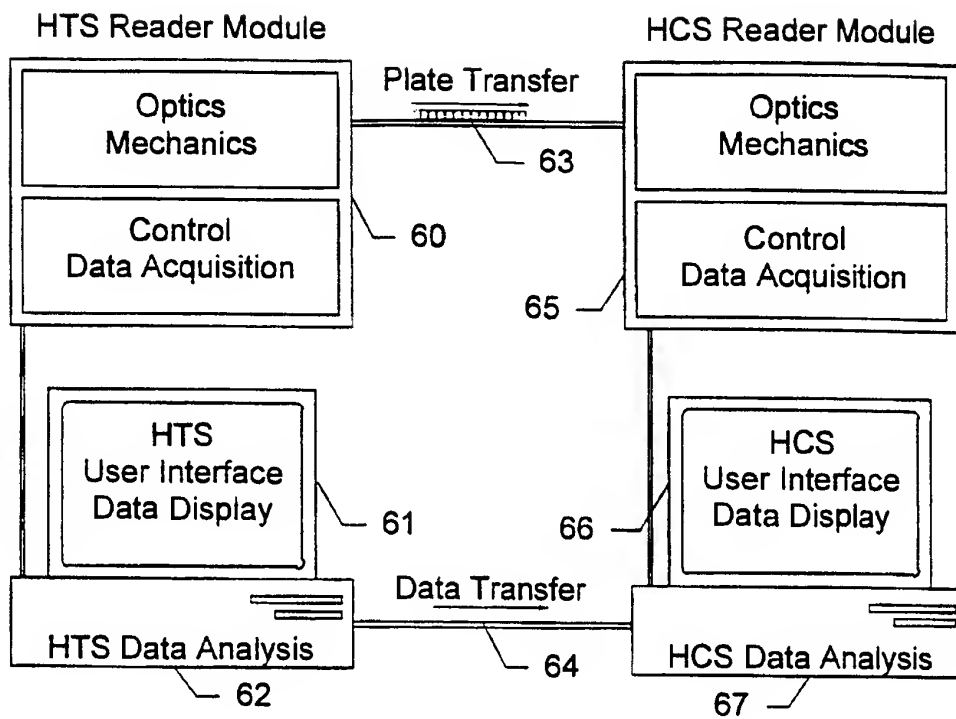 HTS Reader Module
HCS Reader Module
Optics
Mechanics
Plate Transfer
63
Optics
Mechanics
Control
Data Acquisition
60
Control
Data Acquisition
65
HTS
User Interface
Data Display
61
HCS
User Interface
Data Display
66
Data Transfer
64
HTS Data Analysis
62
HCS Data Analysis
67